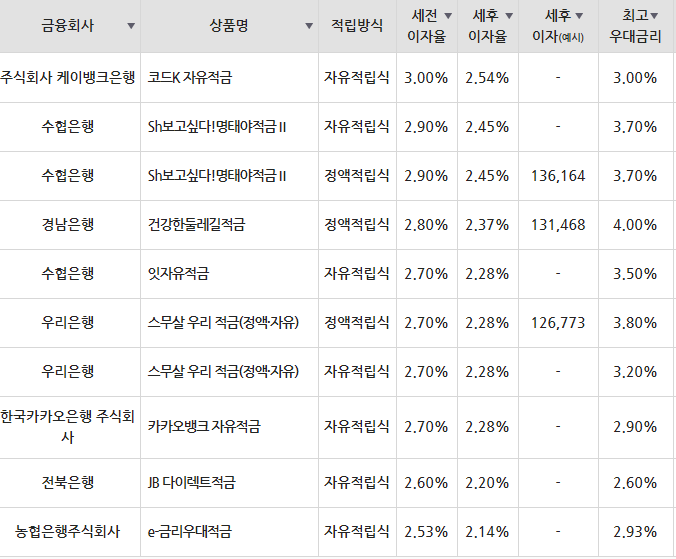 금융회사 ▼ 상품명 ▼ 적립방식 세전 이자율 ▼ 세후 이자율 ▼ 세후 이자(예시) ▼ 최고 우대금리 ▼
주식회사 케이뱅크은행 코드K 자유적금 자유적립식 3.00% 2.54% - 3.00%
수협은행 Sh보고싶다!명태야적금Ⅱ 자유적립식 2.90% 2.45% - 3.70%
수협은행 Sh보고싶다!명태야적금Ⅱ 정액적립식 2.90% 2.45% 136,164 3.70%
경남은행 건강한둘레길적금 정액적립식 2.80% 2.37% 131,468 4.00%
수협은행 잇자유적금 자유적립식 2.70% 2.28% - 3.50%
우리은행 스무살 우리 적금(정액·자유) 정액적립식 2.70% 2.28% 126,773 3.80%
우리은행 스무살 우리 적금(정액·자유) 자유적립식 2.70% 2.28% - 3.20%
한국카카오은행 주식회사 카카오뱅크 자유적금 자유적립식 2.70% 2.28% - 2.90%
전북은행 JB 다이렉트적금 자유적립식 2.60% 2.20% - 2.60%
농협은행주식회사 e-금리우대적금 자유적립식 2.53% 2.14% - 2.93%